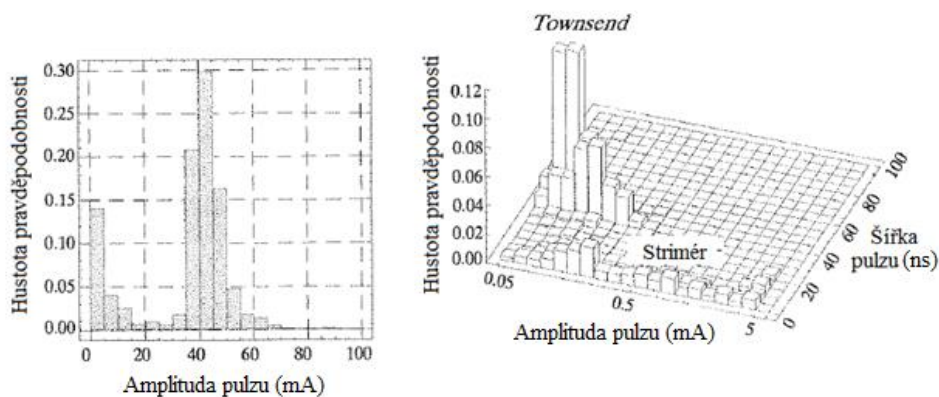 Hustota pravděpodobnosti
0.30
0.25
0.20
0.15
0.10
0.05
0.00
0 20 40 60 80 100
Amplituda pulzu (mA)
Townsend
Hustota pravděpodobnosti
0.12
0.10
0.08
0.06
0.04
0.02
0.00
0.05 0.5 5
Amplituda pulzu (mA)
Strimér
0 20 40 60 80 100
Šířka
pulzu (ns)